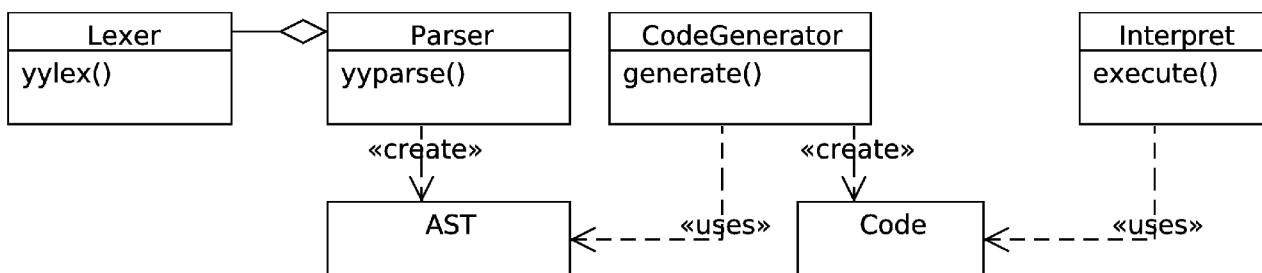 Lexer
yylex()
Parser
yyparse()
CodeGenerator
generate()
Interpret
execute()
«create»
«create»
AST
«uses»
Code
«uses»